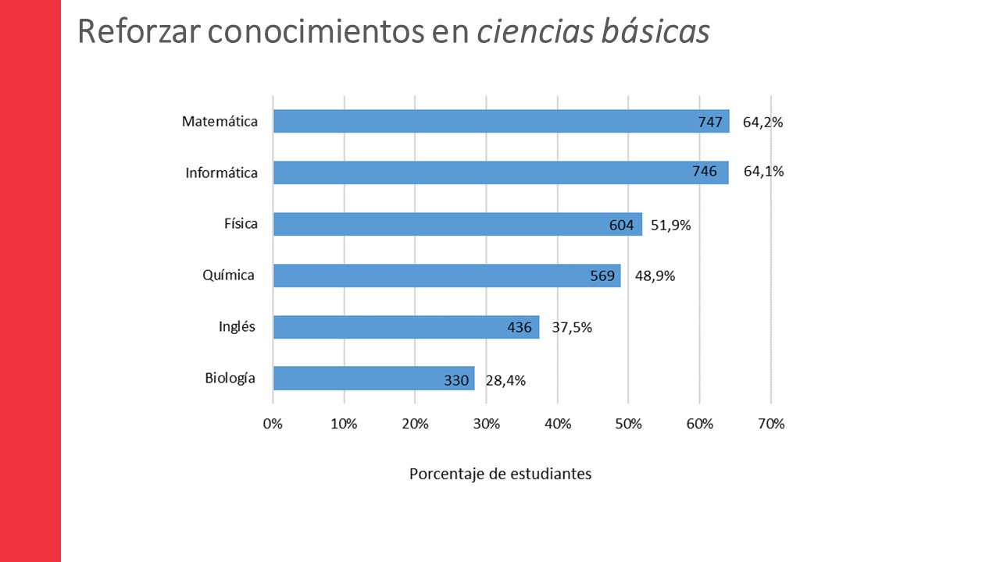 Reforzar conocimientos en ciencias básicas
Matemática 747 64,2%
Informática 746 64,1%
Física 604 51,9%
Química 569 48,9%
Inglés 436 37,5%
Biología 330 28,4%
0% 10% 20% 30% 40% 50% 60% 70%
Porcentaje de estudiantes